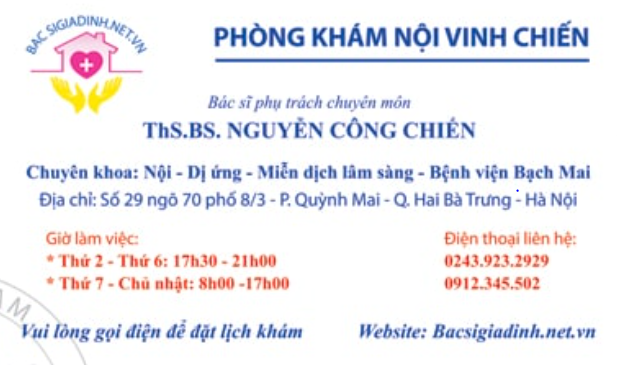 BAC SIGIADINH.NET.VN
PHÒNG KHÁM NỘI VINH CHIẾN
Bác sĩ phụ trách chuyên môn
ThS.BS. NGUYỄN CÔNG CHIẾN
Chuyên khoa: Nội - Dị ứng - Miễn dịch lâm sàng - Bệnh viện Bạch Mai
Địa chỉ: Số 29 ngõ 70 phố 8/3 - P. Quỳnh Mai - Q. Hai Bà Trưng - Hà Nội
Giờ làm việc:
Điện thoại liên hệ:
* Thứ 2 - Thứ 6: 17h30 - 21h00
0243.923.2929
* Thứ 7 - Chủ nhật: 8h00 -17h00
0912.345.502
AM
Vui lòng gọi điện để đặt lịch khám
Website: Bacsigiadinh.net.vn